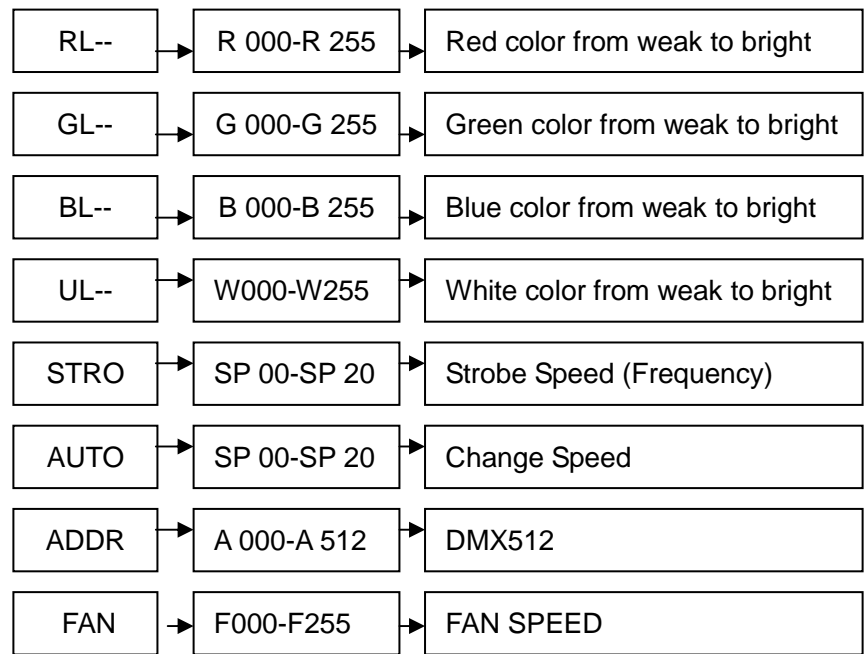 RL-- R 000-R 255 Red color from weak to bright
GL-- G 000-G 255 Green color from weak to bright
BL-- B 000-B 255 Blue color from weak to bright
UL-- W000-W255 White color from weak to bright
STRO SP 00-SP 20 Strobe Speed (Frequency)
AUTO SP 00-SP 20 Change Speed
ADDR A 000-A 512 DMX512
FAN F000-F255 FAN SPEED